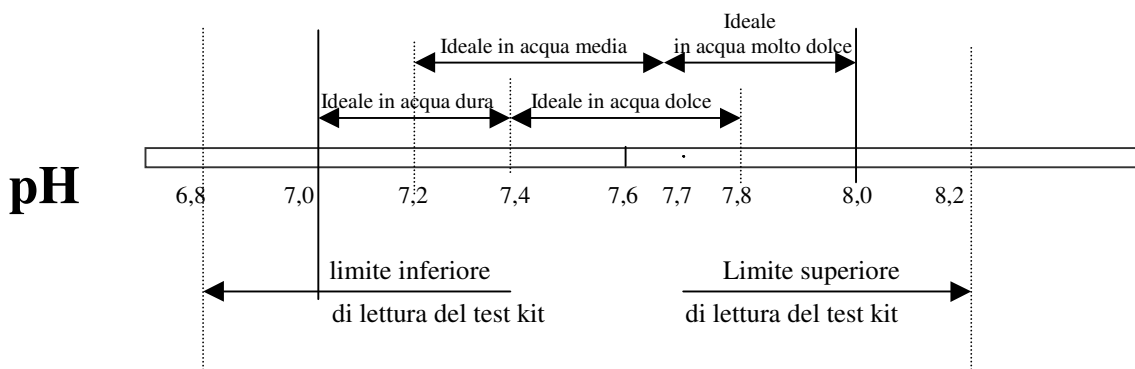 Ideale
Ideale in acqua media
in acqua molto dolce
Ideale in acqua dura
Ideale in acqua dolce
pH
6,8
7,0
7,2
7,4
7,6
7,7
7,8
8,0
8,2
limite inferiore
di lettura del test kit
Limite superiore
di lettura del test kit